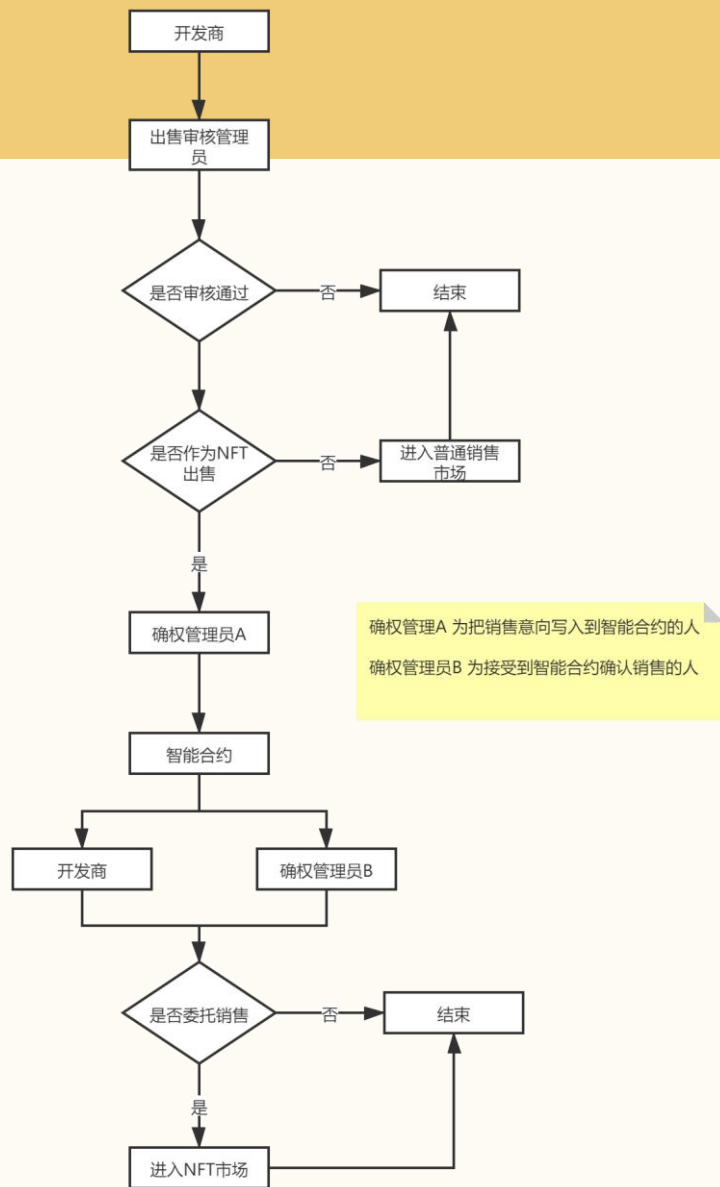 开发商
出售审核管理
员
是否审核通过
否
结束
是否作为NFT
出售
否
进入普通销售
市场
是
确权管理员A
确权管理A 为把销售意向写入到智能合约的人
确权管理员B 为接受到智能合约确认销售的人
智能合约
开发商
确权管理员B
是否委托销售
否
结束
是
进入NFT市场